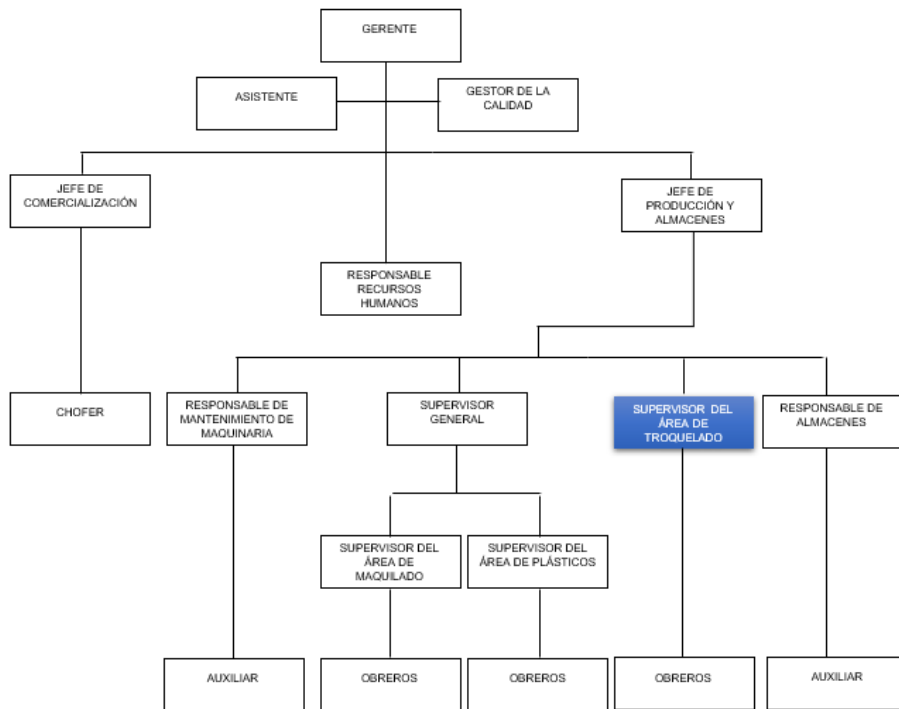 GERENTE
ASISTENTE
GESTOR DE LA
CALIDAD
JEFE DE
COMERCIALIZACIÓN
JEFE DE
PRODUCCIÓN Y
ALMACENES
RESPONSABLE
RECURSOS
HUMANOS
CHOFER
RESPONSABLE DE
MANTENIMIENTO DE
MAQUINARIA
SUPERVISOR
GENERAL
SUPERVISOR DEL
ÁREA DE
TROQUELADO
RESPONSABLE DE
ALMACENES
SUPERVISOR DEL
ÁREA DE
MAQUILADO
SUPERVISOR DEL
ÁREA DE PLÁSTICOS
AUXILIAR
OBREROS
OBREROS
OBREROS
AUXILIAR